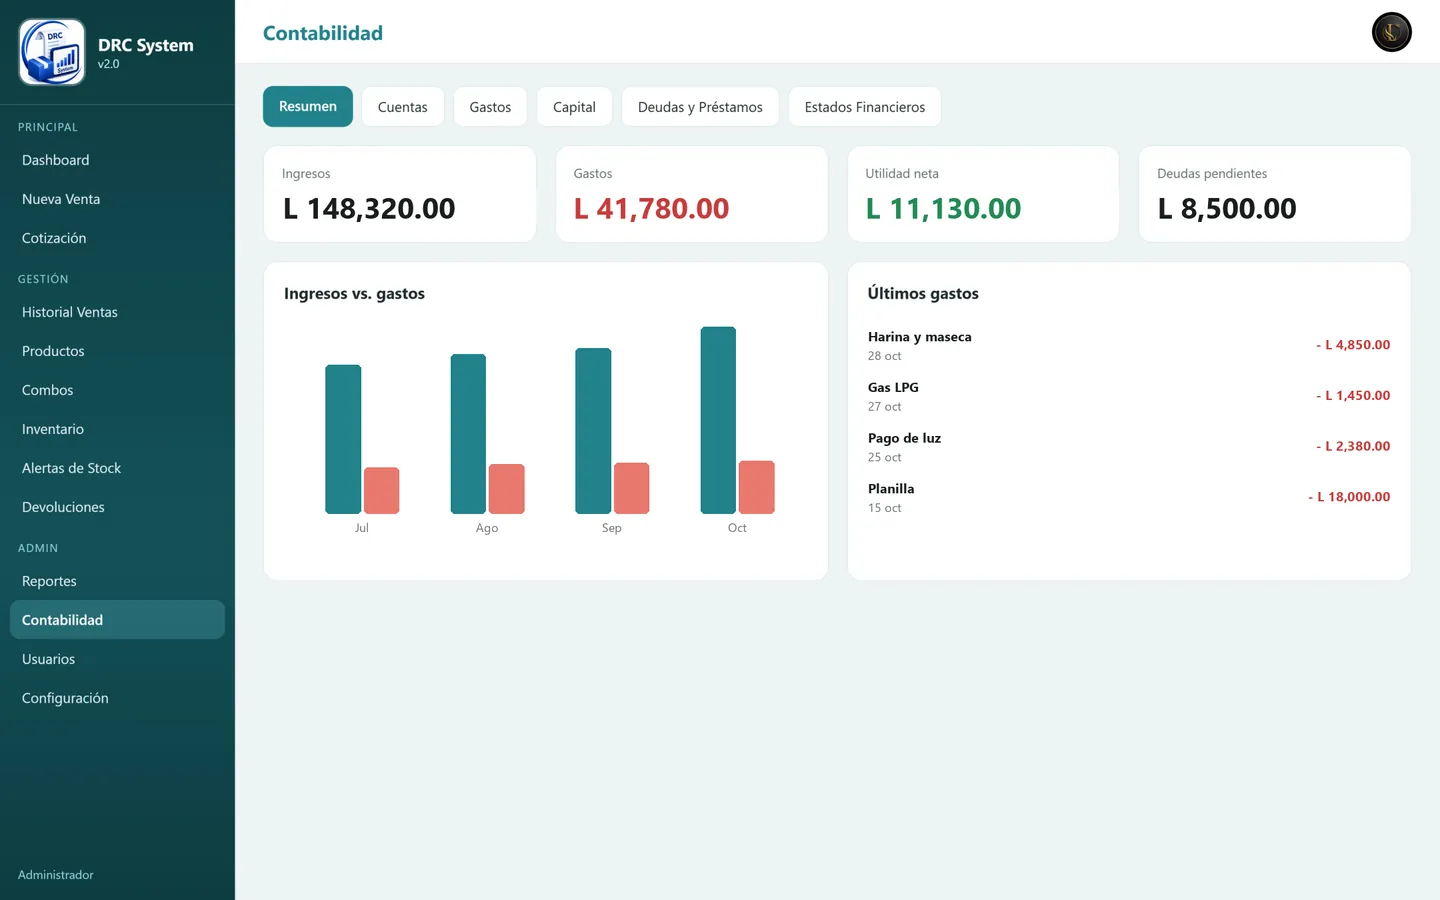 DRC
System
DRC System
v2.0
PRINCIPAL
Dashboard
Nueva Venta
Cotización
GESTIÓN
Historial Ventas
Productos
Combos
Inventario
Alertas de Stock
Devoluciones
ADMIN
Reportes
Contabilidad
Usuarios
Configuración
Administrador
Contabilidad
Resumen
Cuentas
Gastos
Capital
Deudas y Préstamos
Estados Financieros
Ingresos
L 148,320.00
Gastos
L 41,780.00
Utilidad neta
L 11,130.00
Deudas pendientes
L 8,500.00
Ingresos vs. gastos
Jul
Ago
Sep
Oct
Últimos gastos
Harina y maseca
28 oct
- L 4,850.00
Gas LPG
27 oct
- L 1,450.00
Pago de luz
25 oct
- L 2,380.00
Planilla
15 oct
- L 18,000.00